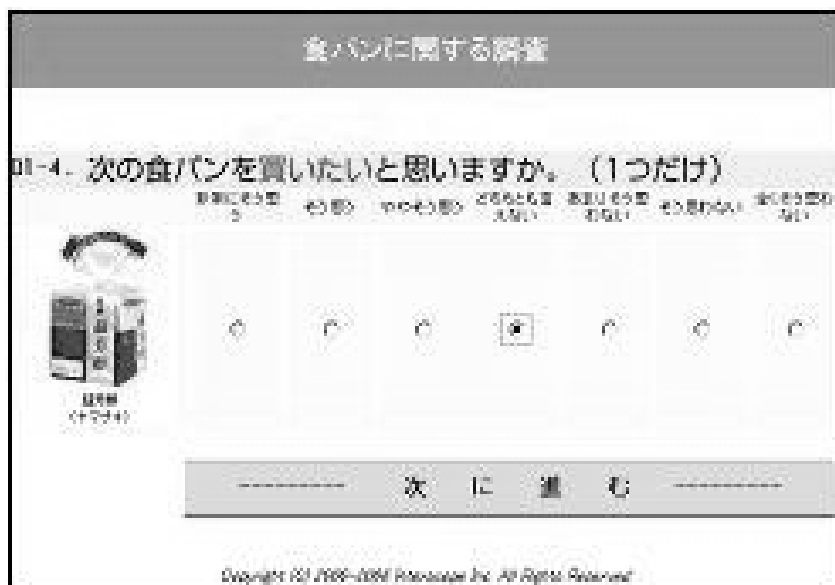 食パンに関する調査
Q1-4. 次の食パンを買いたいと思いますか。(1つだけ)
非常にそう思う
そう思う
ややそう思う
どちらとも言えない
あまりそう思わない
そう思わない
全くそう思わない
--------- 次 に 進 む ---------
All Rights Reserved